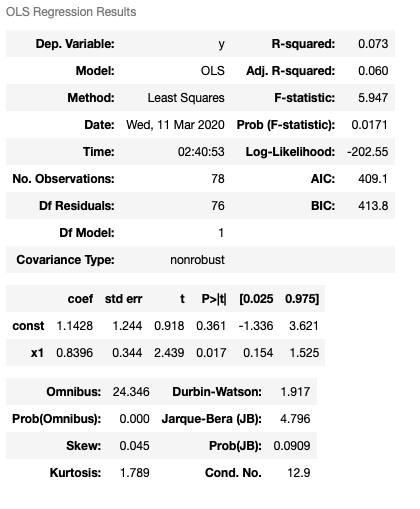 OLS Regression Results
Dep. Variable: y R-squared: 0.073
Model: OLS Adj. R-squared: 0.060
Method: Least Squares F-statistic: 5.947
Date: Wed, 11 Mar 2020 Prob (F-statistic): 0.0171
Time: 02:40:53 Log-Likelihood: -202.55
No. Observations: 78 AIC: 409.1
Df Residuals: 76 BIC: 413.8
Df Model: 1
Covariance Type: nonrobust
coef std err t P>|t| [0.025 0.975]
const 1.1428 1.244 0.918 0.361 -1.336 3.621
x1 0.8396 0.344 2.439 0.017 0.154 1.525
Omnibus: 24.346 Durbin-Watson: 1.917
Prob(Omnibus): 0.000 Jarque-Bera (JB): 4.796
Skew: 0.045 Prob(JB): 0.0909
Kurtosis: 1.789 Cond. No. 12.9